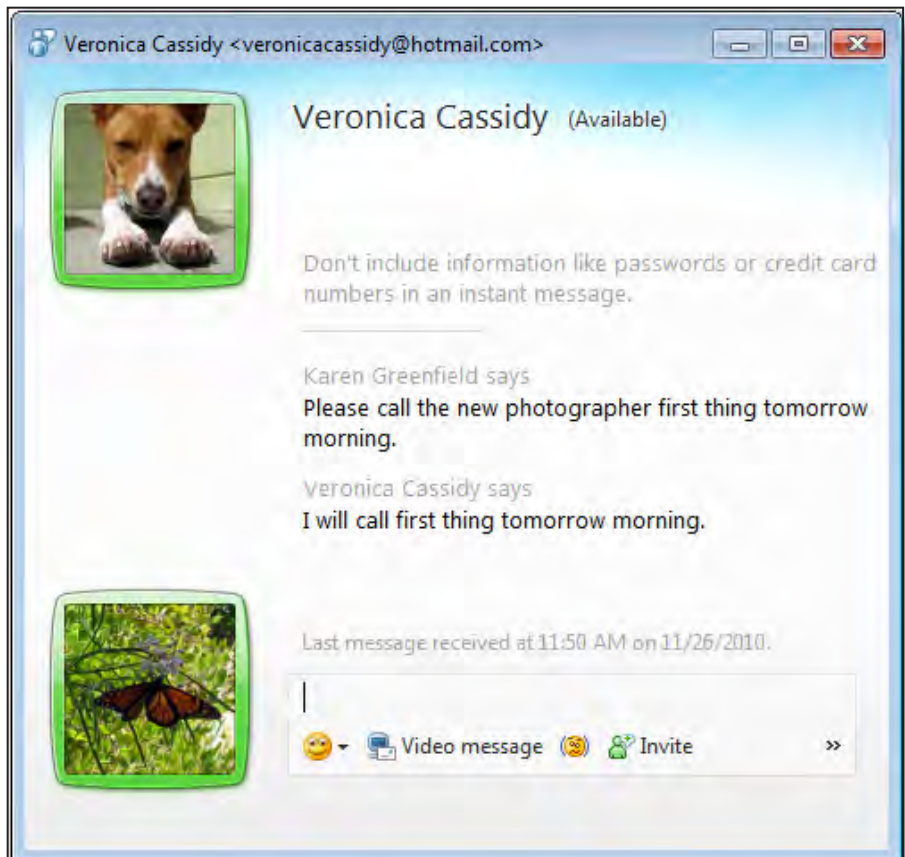 Veronica Cassidy <veronicacassidy@hotmail.com>
Veronica Cassidy (Available)
Don't include information like passwords or credit card
numbers in an instant message.
Karen Greenfield says
Please call the new photographer first thing tomorrow
morning.
Veronica Cassidy says
I will call first thing tomorrow morning.
Last message received at 11:50 AM on 11/26/2010.
Video message
Invite